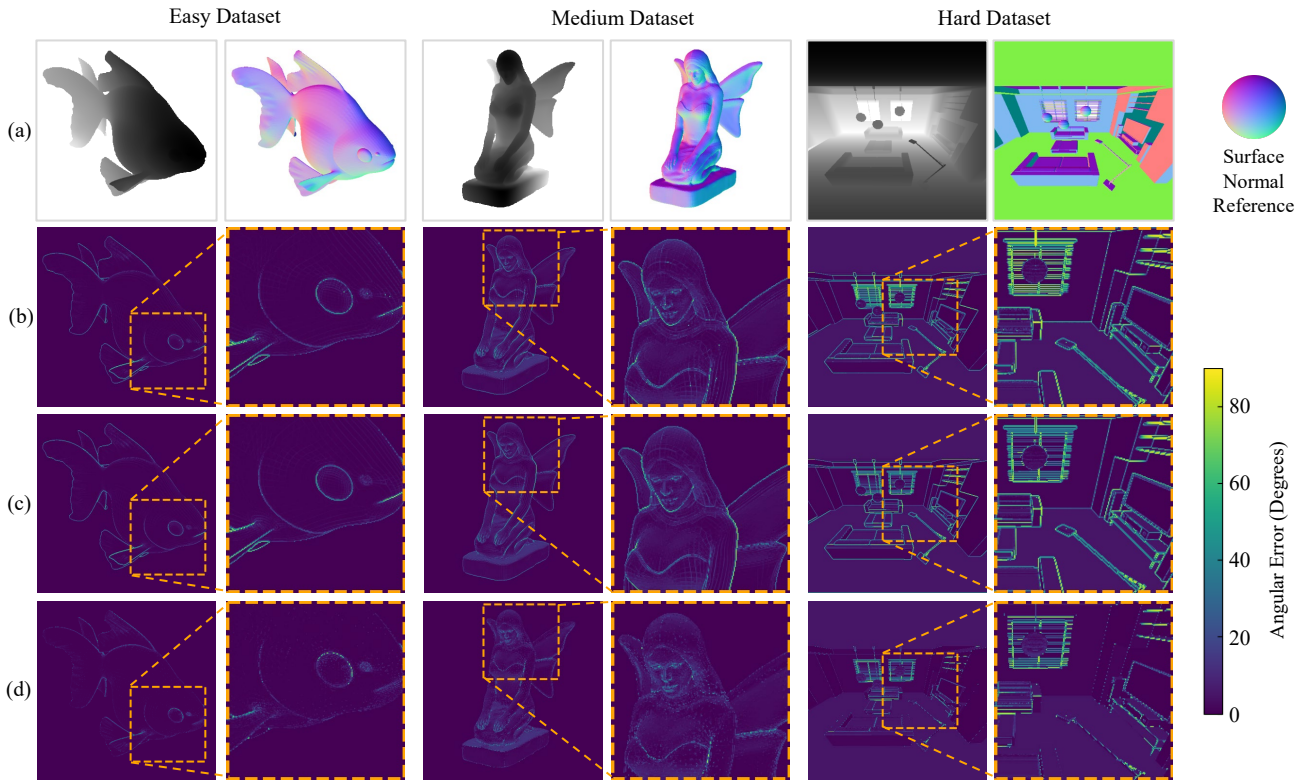 Easy Dataset
Medium Dataset
Hard Dataset
(a)
Surface
Normal
Reference
(b)
(c)
(d)
80
60
40
20
0
Angular Error (Degrees)